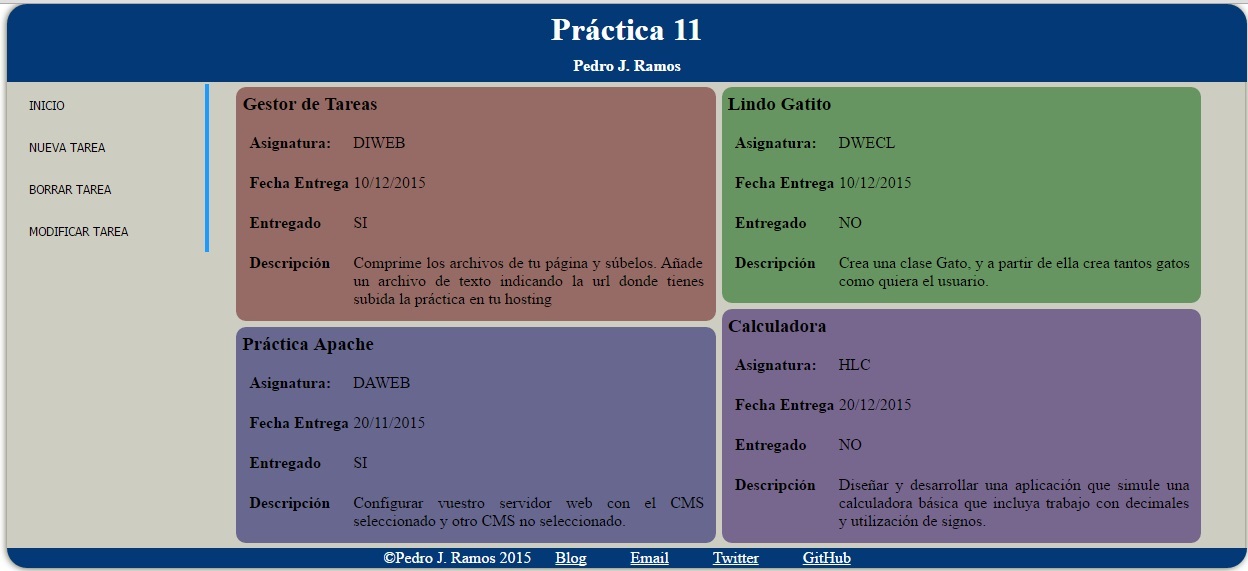 Práctica 11
Pedro J. Ramos
INICIO
NUEVA TAREA
BORRAR TAREA
MODIFICAR TAREA
Gestor de Tareas
Asignatura: DIWEB
Fecha Entrega 10/12/2015
Entregado SI
Descripción Comprime los archivos de tu página y súbelos. Añade
un archivo de texto indicando la url donde tienes
subida la práctica en tu hosting
Lindo Gatito
Asignatura: DWECL
Fecha Entrega 10/12/2015
Entregado NO
Descripción Crea una clase Gato, y a partir de ella crea tantos gatos
como quiera el usuario.
Práctica Apache
Asignatura: DAWEB
Fecha Entrega 20/11/2015
Entregado SI
Descripción Configurar vuestro servidor web con el CMS
seleccionado y otro CMS no seleccionado.
Calculadora
Asignatura: HLC
Fecha Entrega 20/12/2015
Entregado NO
Descripción Diseñar y desarrollar una aplicación que simule una
calculadora básica que incluya trabajo con decimales
y utilización de signos.
©Pedro J. Ramos 2015 Blog Email Twitter GitHub